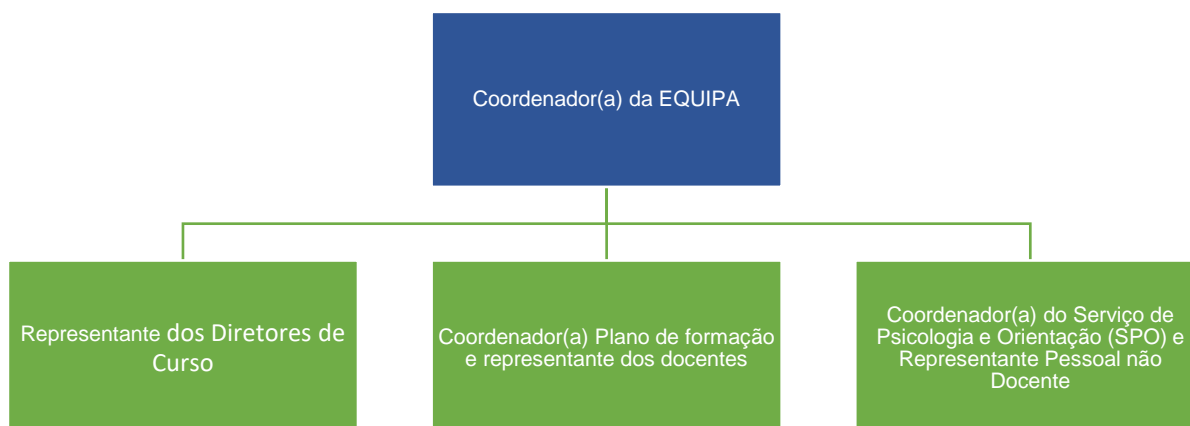 Coordenador(a) da EQUIPA
Representante dos Diretores de
Curso
Coordenador(a) Plano de formação
e representante dos docentes
Coordenador(a) do Serviço de
Psicologia e Orientação (SPO) e
Representante Pessoal não
Docente